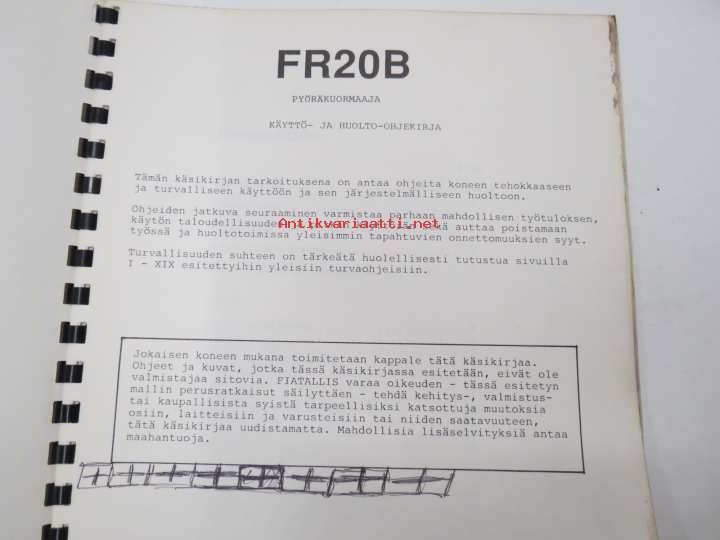 FR20B
PYÖRÄKUORMAAJA
KÄYTTÖ- JA HUOLTO-OHJEKIRJA
Tämän käsikirjan tarkoituksena on antaa ohjeita koneen tehokkaaseen
ja turvalliseen käyttöön ja sen järjestelmälliseen huoltoon.
Ohjeiden jatkuva seuraaminen varmistaa parhaan mahdollisen työtuloksen,
käytön taloudellisuuden auttaa poistamaan
Antikvariaatti.net
työssä ja huoltotoimissa yleisimmin tapahtuvien onnettomuuksien syyt.
Turvallisuuden suhteen on tärkeätä huolellisesti tutustua sivuilla
I - XIX esitettyihin yleisiin turvaohjeisiin.
Jokaisen koneen mukana toimitetaan kappale tätä käsikirjaa.
Ohjeet ja kuvat, jotka tässä käsikirjassa esitetään, eivät ole
valmistajaa sitovia. FIATALLIS varaa oikeuden - tässä esitetyn
mallin perusratkaisut säilyttäen - tehdä kehitys-, valmistus-
tai kaupallisista syistä tarpeellisiksi katsottuja muutoksia
osiin, laitteisiin ja varusteisiin tai niiden saatavuuteen,
tätä käsikirjaa uudistamatta. Mahdollisia lisäselvityksiä antaa
maahantuoja.